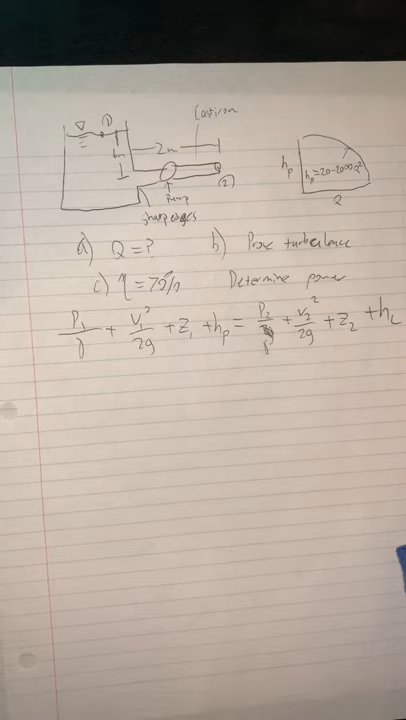 Cast iron
①
6m
2m
(2)
Pump
sharp edges
hp
hp=20-2000Q²
Q
a) Q = ? b) Prove turbulence
c) η = 75% Determine power
P₁/γ + V₁²/2g + Z₁ + hp = P₂/γ + V₂²/2g + Z₂ + hL